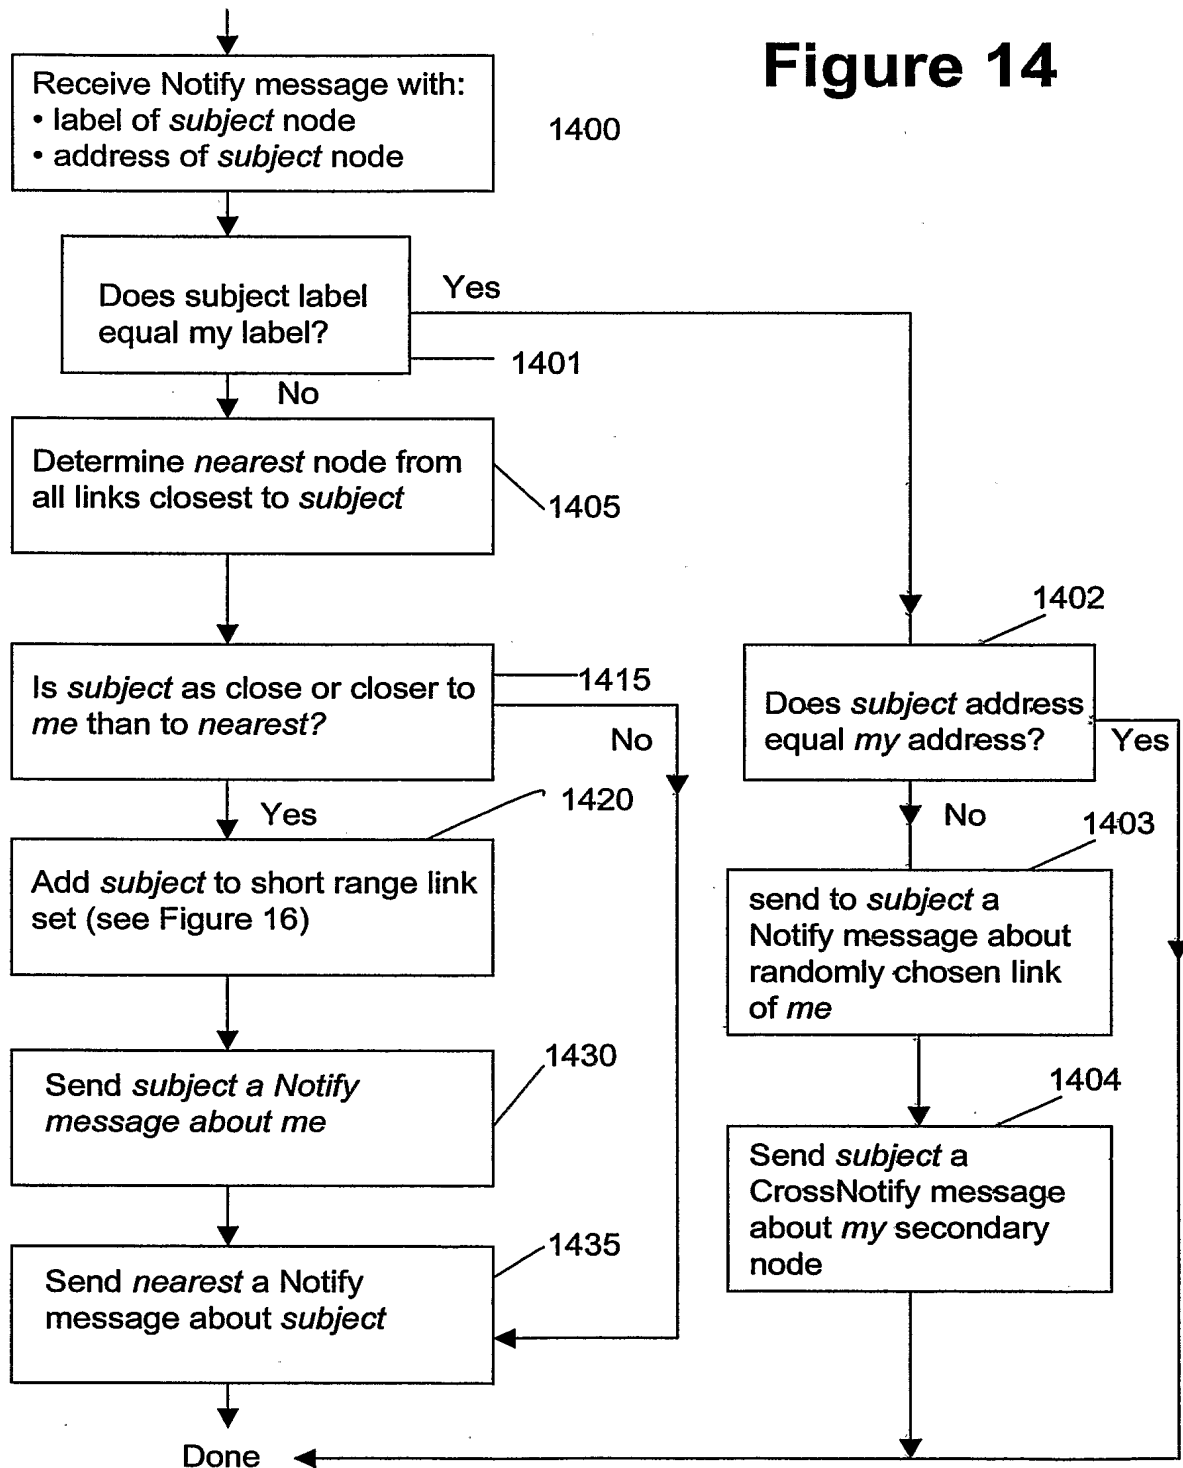 Figure 14
Receive Notify message with:
• label of subject node
• address of subject node
1400
Does subject label
equal my label?
Yes
1401
No
Determine nearest node from
all links closest to subject
1405
Is subject as close or closer to
me than to nearest?
1415
No
Yes
1420
Add subject to short range link
set (see Figure 16)
Send subject a Notify
message about me
1430
Send nearest a Notify
message about subject
1435
Done
1402
Does subject address
equal my address?
Yes
No
1403
send to subject a
Notify message about
randomly chosen link
of me
1404
Send subject a
CrossNotify message
about my secondary
node